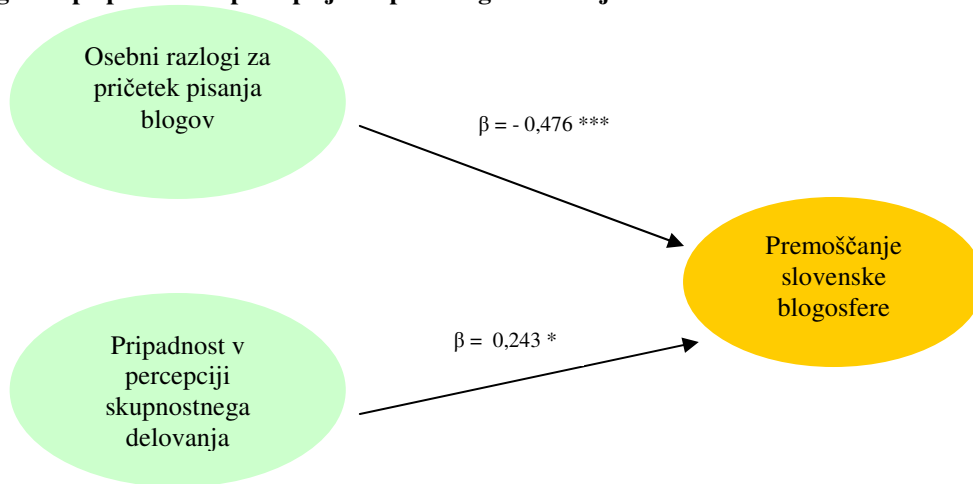 Osebni razlogi za
pričetek pisanja
blogov
β = - 0,476 ***
Premoščanje
slovenske
blogosfere
β = 0,243 *
Pripadnost v
percepciji
skupnostnega
delovanja